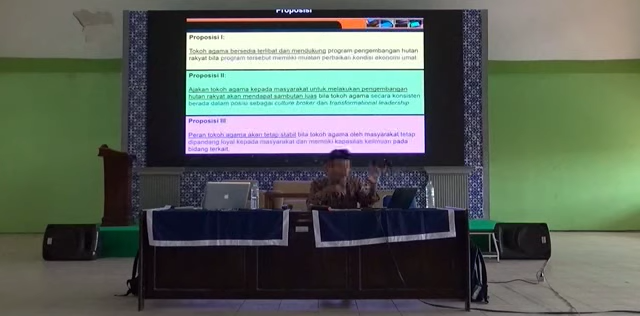 Proposisi
Proposisi I:
Tokoh agama bersedia terlibat dan mendukung program pengembangan hutan
rakyat bila program tersebut memiliki muatan perbaikan kondisi ekonomi umat
Proposisi II:
Ajakan tokoh agama kepada masyarakat untuk melakukan pengembangan
hutan rakyat akan mendapat sambutan luas bila tokoh agama secara konsisten
berada dalam posisi sebagai culture broker dan transformational leadership
Proposisi III
Peran tokoh agama akan tetap stabil bila tokoh agama oleh masyarakat tetap
dipandang loyal kepada masyarakat dan memiliki kapasitas keilmuan pada
bidang terkait.